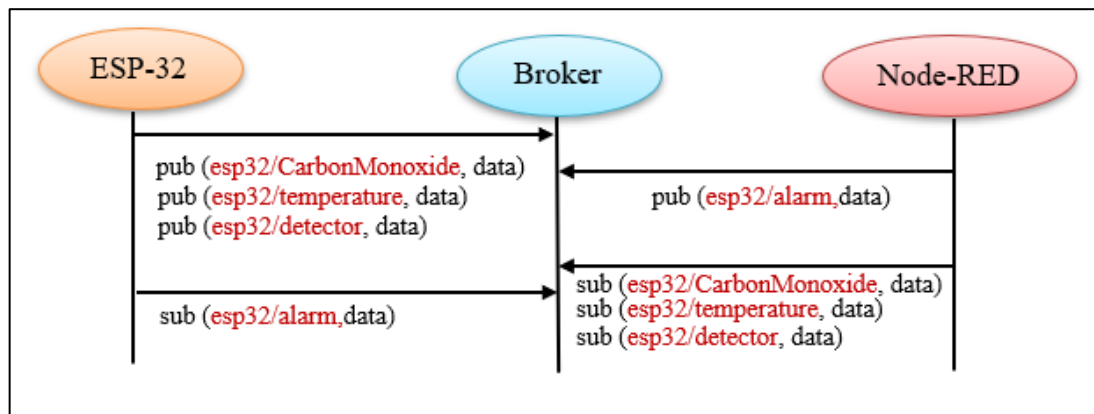 ESP-32
Broker
Node-RED
pub (esp32/CarbonMonoxide, data)
pub (esp32/temperature, data)
pub (esp32/detector, data)
pub (esp32/alarm,data)
sub (esp32/alarm,data)
sub (esp32/CarbonMonoxide, data)
sub (esp32/temperature, data)
sub (esp32/detector, data)